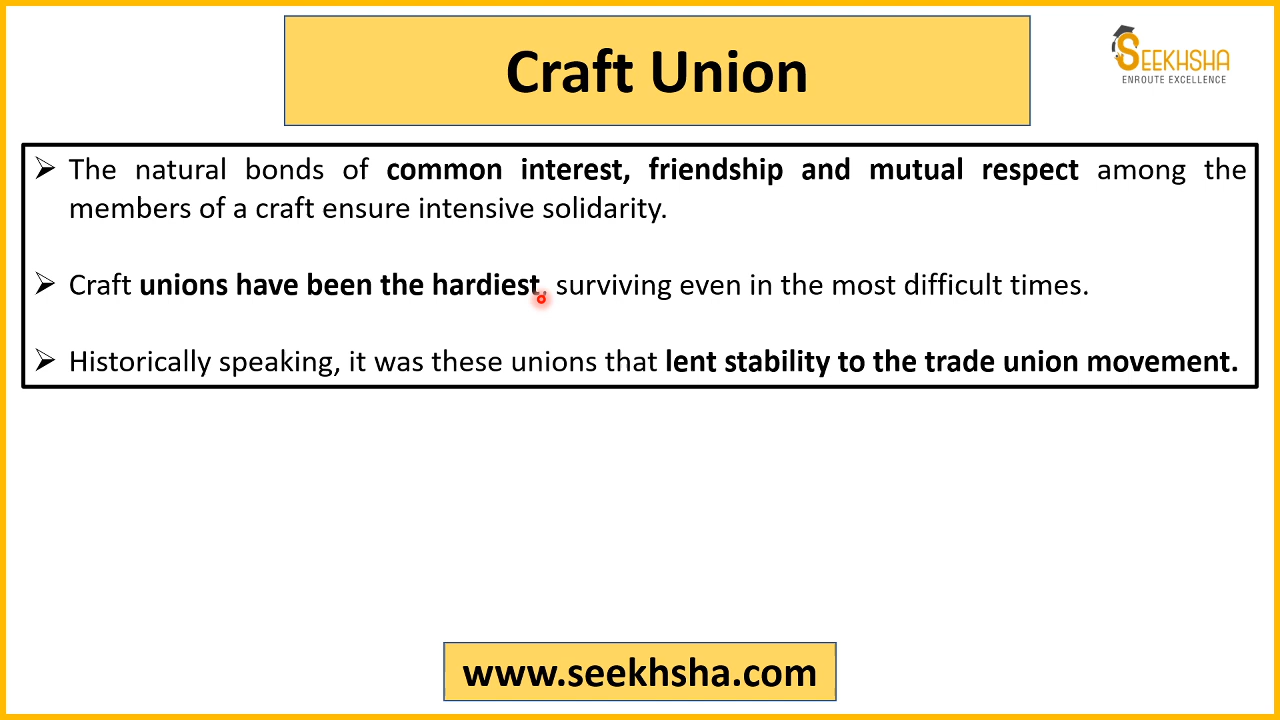 Craft Union
SEEKHSHA
ENROUTE EXCELLENCE
➢ The natural bonds of common interest, friendship and mutual respect among the
members of a craft ensure intensive solidarity.
➢ Craft unions have been the hardiest, surviving even in the most difficult times.
➢ Historically speaking, it was these unions that lent stability to the trade union movement.
www.seekhsha.com